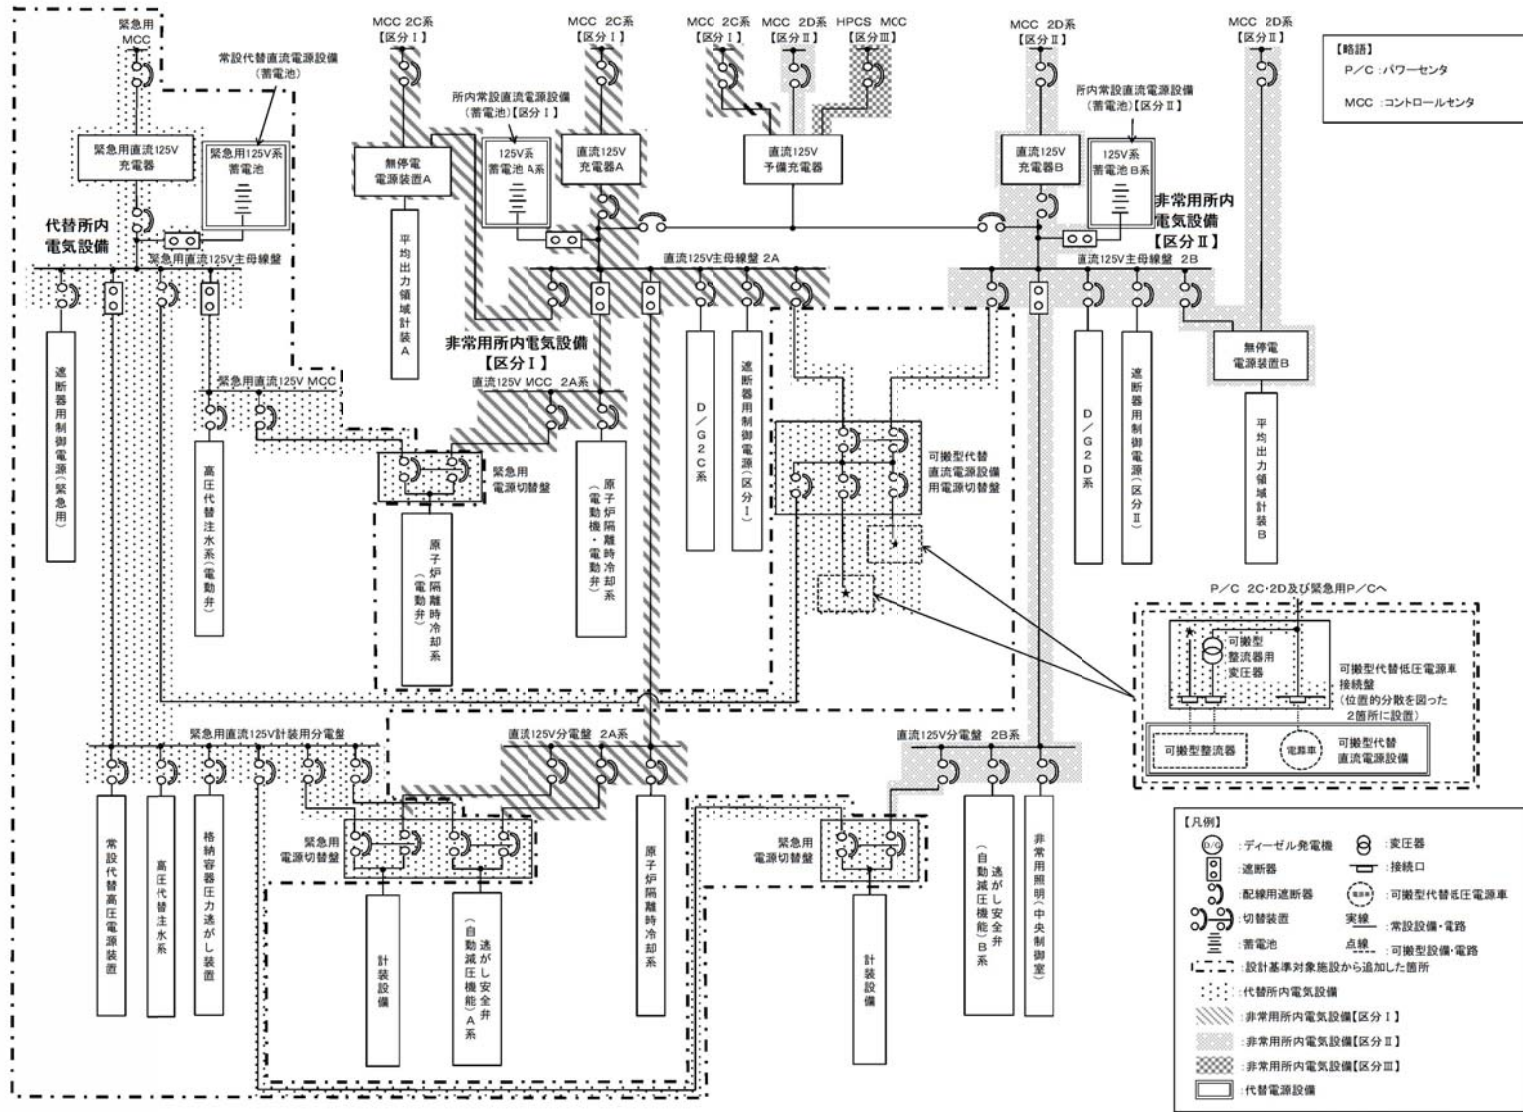 緊急用
MCC
常設代替直流電源設備
(蓄電池)
MCC 2C系
【区分Ⅰ】
MCC 2C系
【区分Ⅰ】
MCC 2C系
【区分Ⅰ】
MCC 2D系
【区分Ⅱ】
HPCS MCC
【区分Ⅲ】
MCC 2D系
【区分Ⅱ】
MCC 2D系
【区分Ⅱ】
【略語】
P/C:パワーセンタ
MCC:コントロールセンタ
所内常設直流電源設備
(蓄電池)【区分Ⅰ】
所内常設直流電源設備
(蓄電池)【区分Ⅱ】
緊急用直流125V
充電器
緊急用125V系
蓄電池
無停電
電源装置A
125V系
蓄電池A系
直流125V
充電器A
直流125V
予備充電器
直流125V
充電器B
125V系
蓄電池B系
代替所内
電気設備
非常用所内
電気設備
【区分Ⅱ】
緊急用直流125V主母線盤
直流125V主母線盤 2A
直流125V主母線盤 2B
平均出力領域計装A
非常用所内電気設備
【区分Ⅰ】
無停電
電源装置B
遮断器用制御電源(緊急用)
緊急用直流125V MCC
直流125V MCC 2A系
高圧代替注水系(電動弁)
緊急用
電源切替盤
原子炉隔離時冷却系
(電動弁)
原子炉隔離時冷却系
(電動機・電動弁)
D/G2C系
遮断器用制御電源(区分Ⅰ)
可搬型代替
直流電源設備
用電源切替盤
D/G2D系
遮断器用制御電源(区分Ⅱ)
平均出力領域計装B
P/C 2C・2D及び緊急用P/Cへ
可搬型
整流器用
変圧器
可搬型代替低圧電源車
接続盤
(位置的分散を図った
2箇所に設置)
可搬型整流器
電源車
可搬型代替
直流電源設備
緊急用直流125V計装用分電盤
直流125V分電盤 2A系
直流125V分電盤 2B系
常設代替高圧電源装置
高圧代替注水系
格納容器圧力逃がし装置
緊急用
電源切替盤
計装設備
逃がし安全弁
(自動減圧機能)A系
原子炉隔離時冷却系
緊急用
電源切替盤
計装設備
逃がし安全弁
(自動減圧機能)B系
非常用照明(中央制御室)
【凡例】
D/G
:ディーゼル発電機
:変圧器
:遮断器
:接続口
:配線用遮断器
電源車
:可搬型代替低圧電源車
:切替装置
実線
:常設設備・電路
:蓄電池
点線
:可搬型設備・電路
:設計基準対象施設から追加した箇所
:代替所内電気設備
:非常用所内電気設備【区分Ⅰ】
:非常用所内電気設備【区分Ⅱ】
:非常用所内電気設備【区分Ⅲ】
:代替電源設備